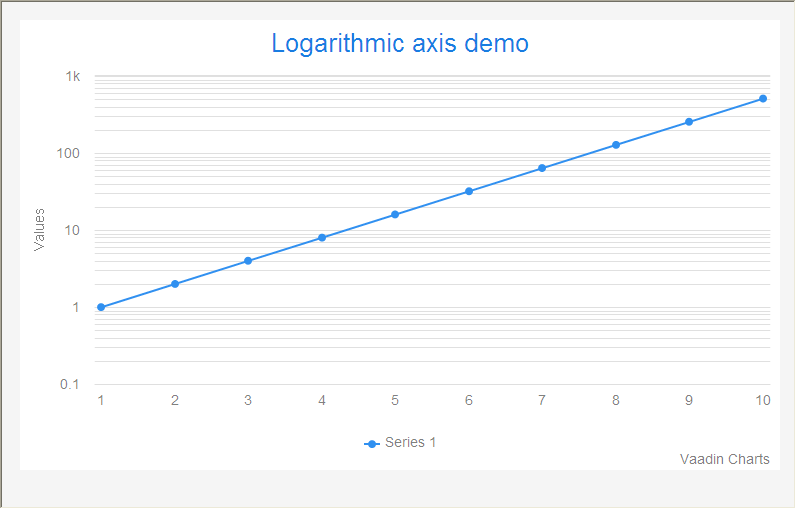 Logarithmic axis demo
1k
100
10
1
0.1
Values
1 2 3 4 5 6 7 8 9 10
Series 1
Vaadin Charts